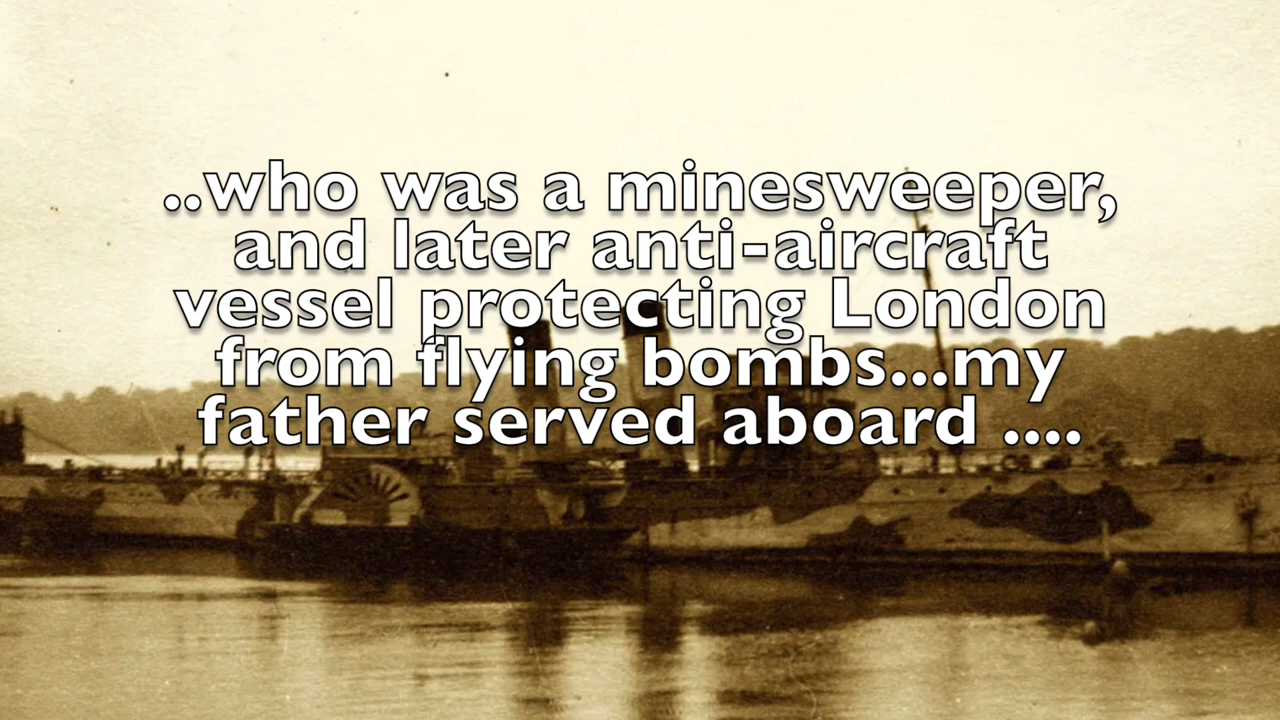 ..who was a minesweeper,
and later anti-aircraft
vessel protecting London
from flying bombs...my
father served aboard ....